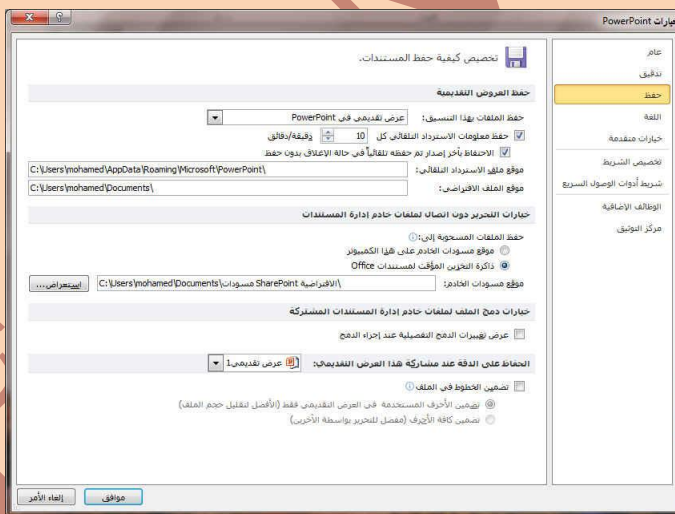 خيارات PowerPoint
عام
تدقيق
حفظ
اللغة
خيارات متقدمة
تخصيص الشريط
شريط أدوات الوصول السريع
الوظائف الإضافية
مركز التوثيق
تخصيص كيفية حفظ المستندات.
حفظ العروض التقديمية
حفظ الملفات بهذا التنسيق: عرض تقديمي في PowerPoint
حفظ معلومات الاسترداد التلقائي كل 10 دقيقة/دقائق
الاحتفاظ بآخر إصدار تم حفظه تلقائياً في حالة الإغلاق بدون حفظ
موقع ملف الاسترداد التلقائي: C:\Users\mohamed\AppData\Roaming\Microsoft\PowerPoint\
موقع الملف الافتراضي: C:\Users\mohamed\Documents\
خيارات التحرير دون اتصال لملفات خادم إدارة المستندات
حفظ الملفات المسحوبة إلى:
موقع مسودات الخادم على هذا الكمبيوتر
ذاكرة التخزين المؤقت لمستندات Office
موقع مسودات الخادم: C:\Users\mohamed\Documents\مسودات SharePoint الافتراضية\ استعراض...
خيارات دمج الملف لملفات خادم إدارة المستندات المشتركة
عرض تغييرات الدمج التفصيلية عند إجراء الدمج
الحفاظ على الدقة عند مشاركة هذا العرض التقديمي: عرض تقديمي1
تضمين الخطوط في الملف
تضمين الأحرف المستخدمة في العرض التقديمي فقط (الأفضل لتقليل حجم الملف)
تضمين كافة الأحرف (مفضل للتحرير بواسطة الآخرين)
موافق إلغاء الأمر